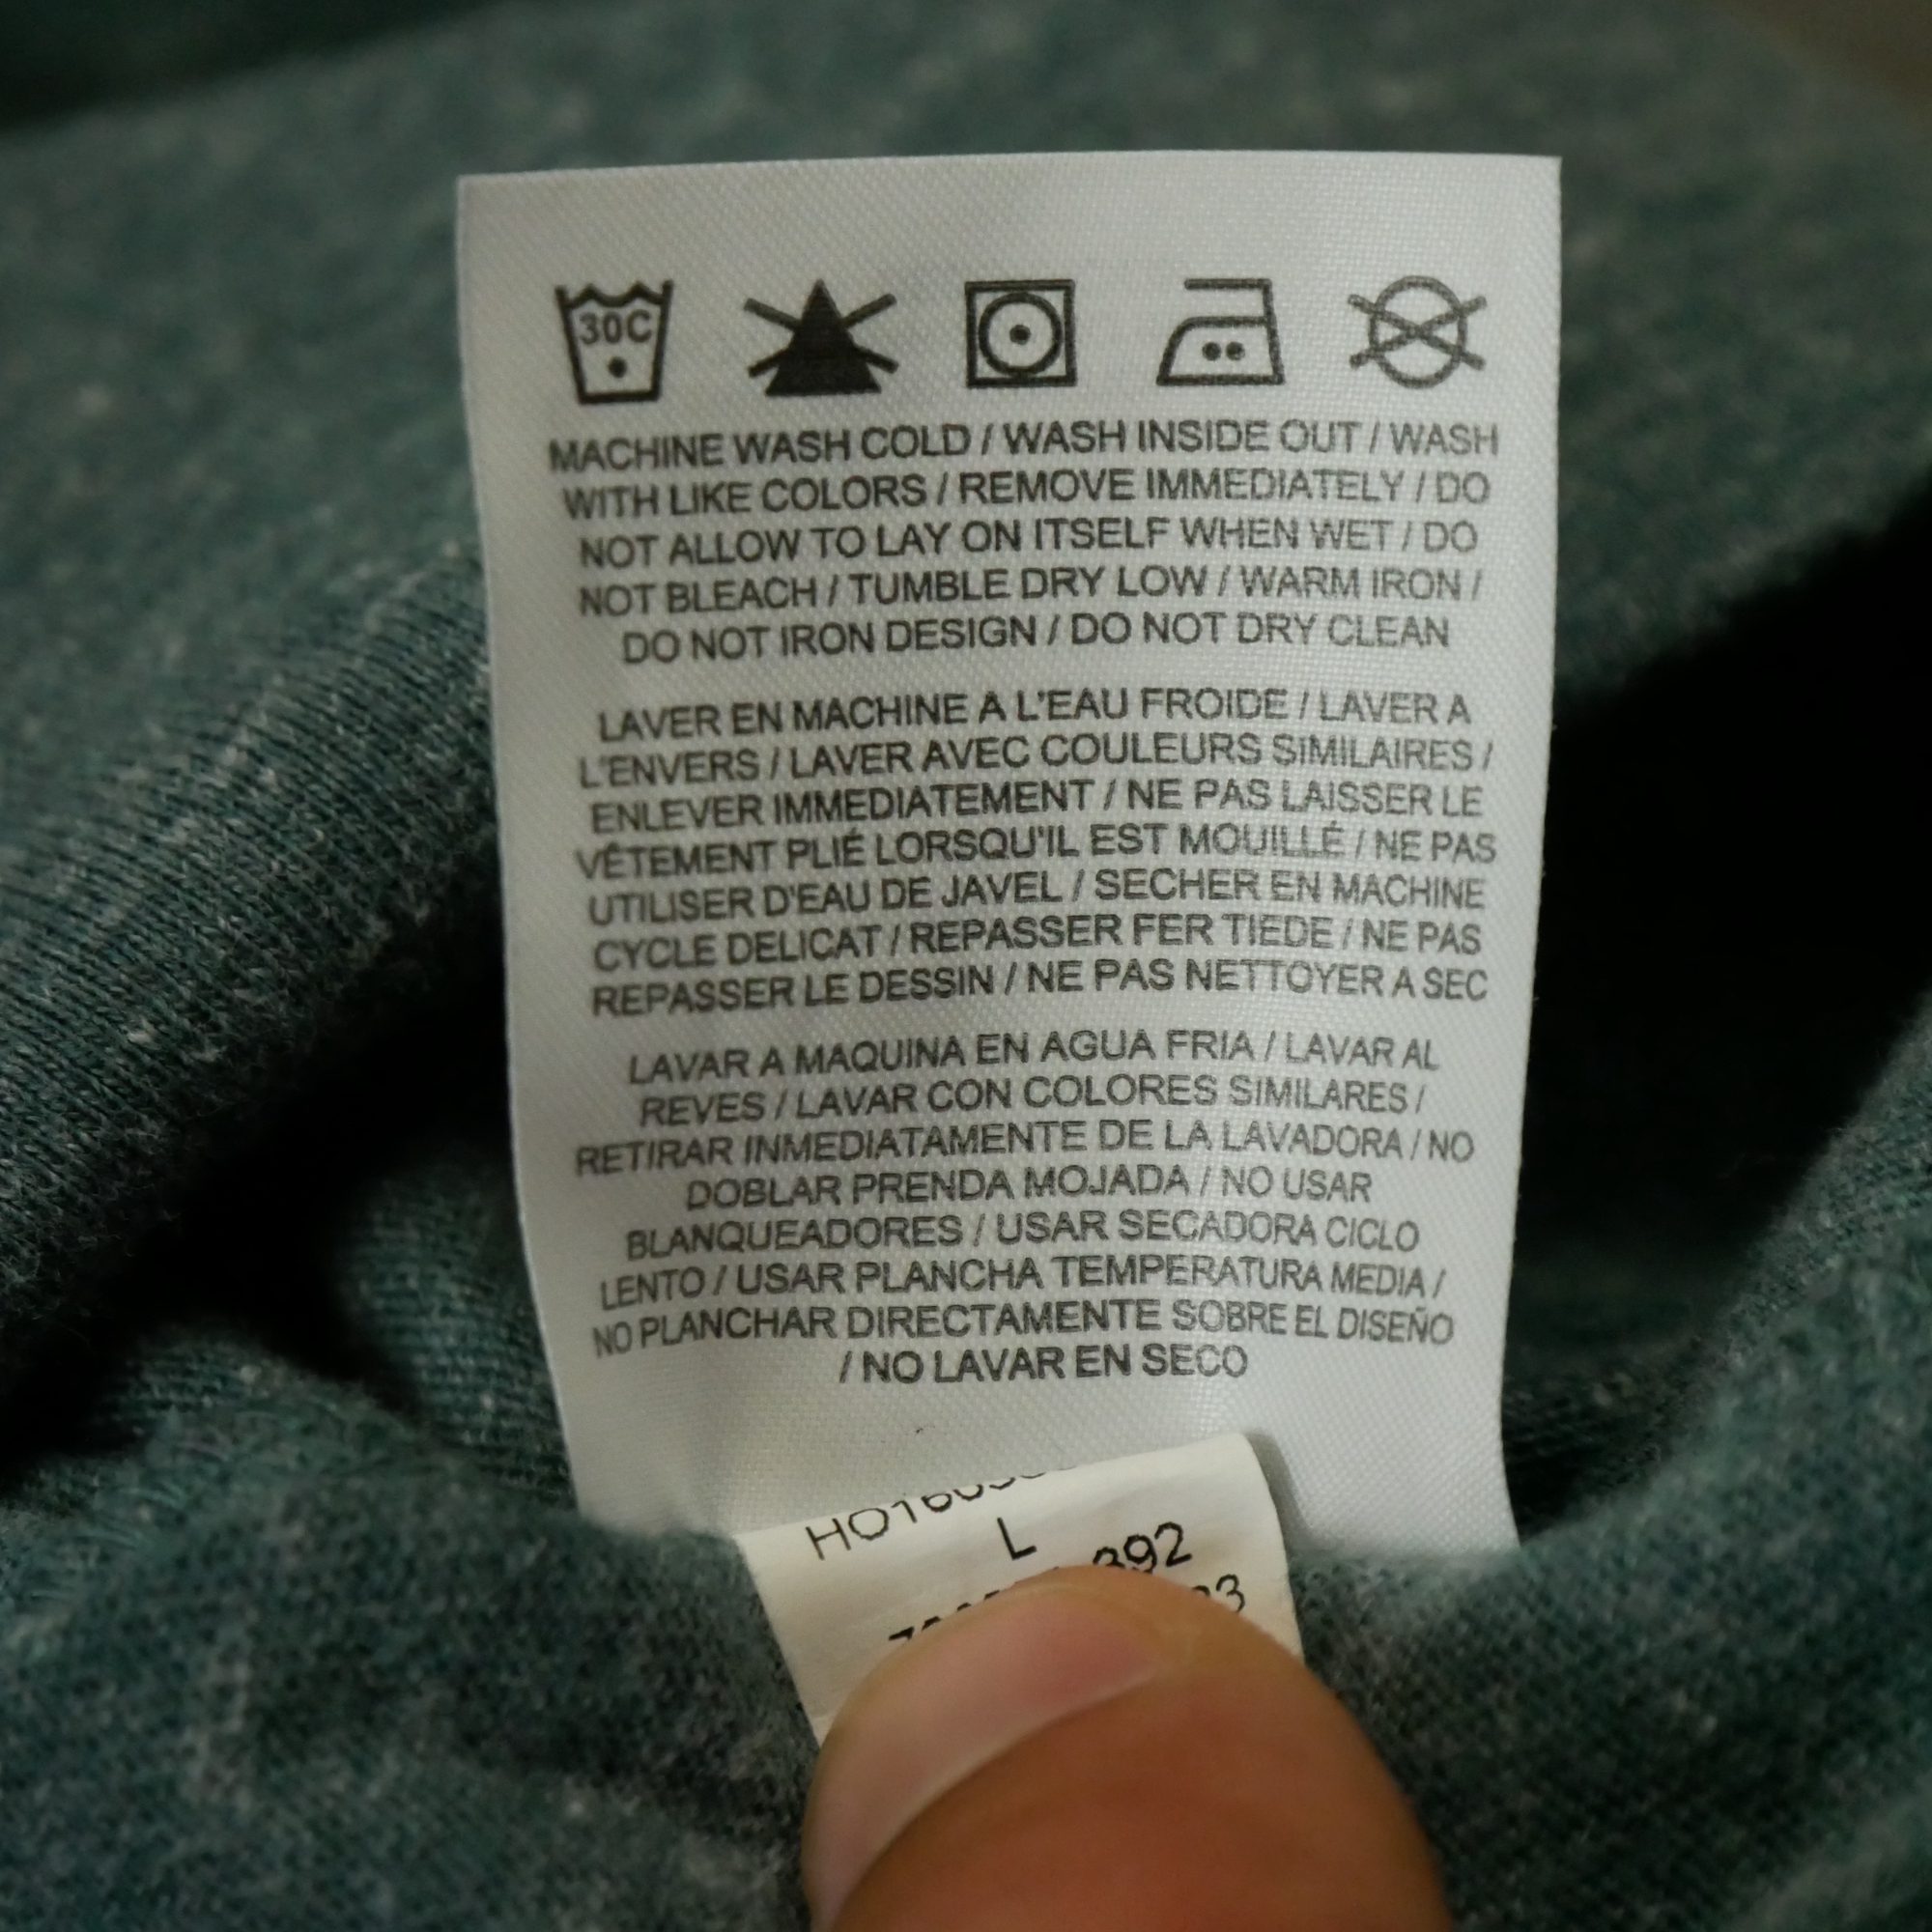 30C
MACHINE WASH COLD / WASH INSIDE OUT / WASH
WITH LIKE COLORS / REMOVE IMMEDIATELY / DO
NOT ALLOW TO LAY ON ITSELF WHEN WET / DO
NOT BLEACH / TUMBLE DRY LOW / WARM IRON /
DO NOT IRON DESIGN / DO NOT DRY CLEAN
LAVER EN MACHINE A L'EAU FROIDE / LAVER A
L'ENVERS / LAVER AVEC COULEURS SIMILAIRES /
ENLEVER IMMEDIATEMENT / NE PAS LAISSER LE
VÊTEMENT PLIÉ LORSQU'IL EST MOUILLÉ / NE PAS
UTILISER D'EAU DE JAVEL / SECHER EN MACHINE
CYCLE DELICAT / REPASSER FER TIEDE / NE PAS
REPASSER LE DESSIN / NE PAS NETTOYER A SEC
LAVAR A MAQUINA EN AGUA FRIA / LAVAR AL
REVES / LAVAR CON COLORES SIMILARES /
RETIRAR INMEDIATAMENTE DE LA LAVADORA / NO
DOBLAR PRENDA MOJADA / NO USAR
BLANQUEADORES / USAR SECADORA CICLO
LENTO / USAR PLANCHA TEMPERATURA MEDIA /
NO PLANCHAR DIRECTAMENTE SOBRE EL DISEÑO
/ NO LAVAR EN SECO
L